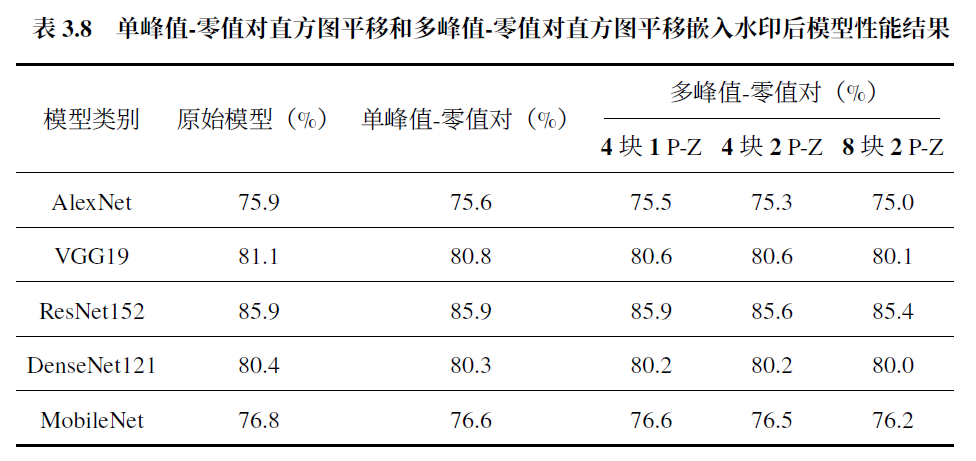 表 3.8 单峰值-零值对直方图平移和多峰值-零值对直方图平移嵌入水印后模型性能结果
模型类别 原始模型（%） 单峰值-零值对（%） 多峰值-零值对（%）
4 块 1 P-Z 4 块 2 P-Z 8 块 2 P-Z
AlexNet 75.9 75.6 75.5 75.3 75.0
VGG19 81.1 80.8 80.6 80.6 80.1
ResNet152 85.9 85.9 85.9 85.6 85.4
DenseNet121 80.4 80.3 80.2 80.2 80.0
MobileNet 76.8 76.6 76.6 76.5 76.2